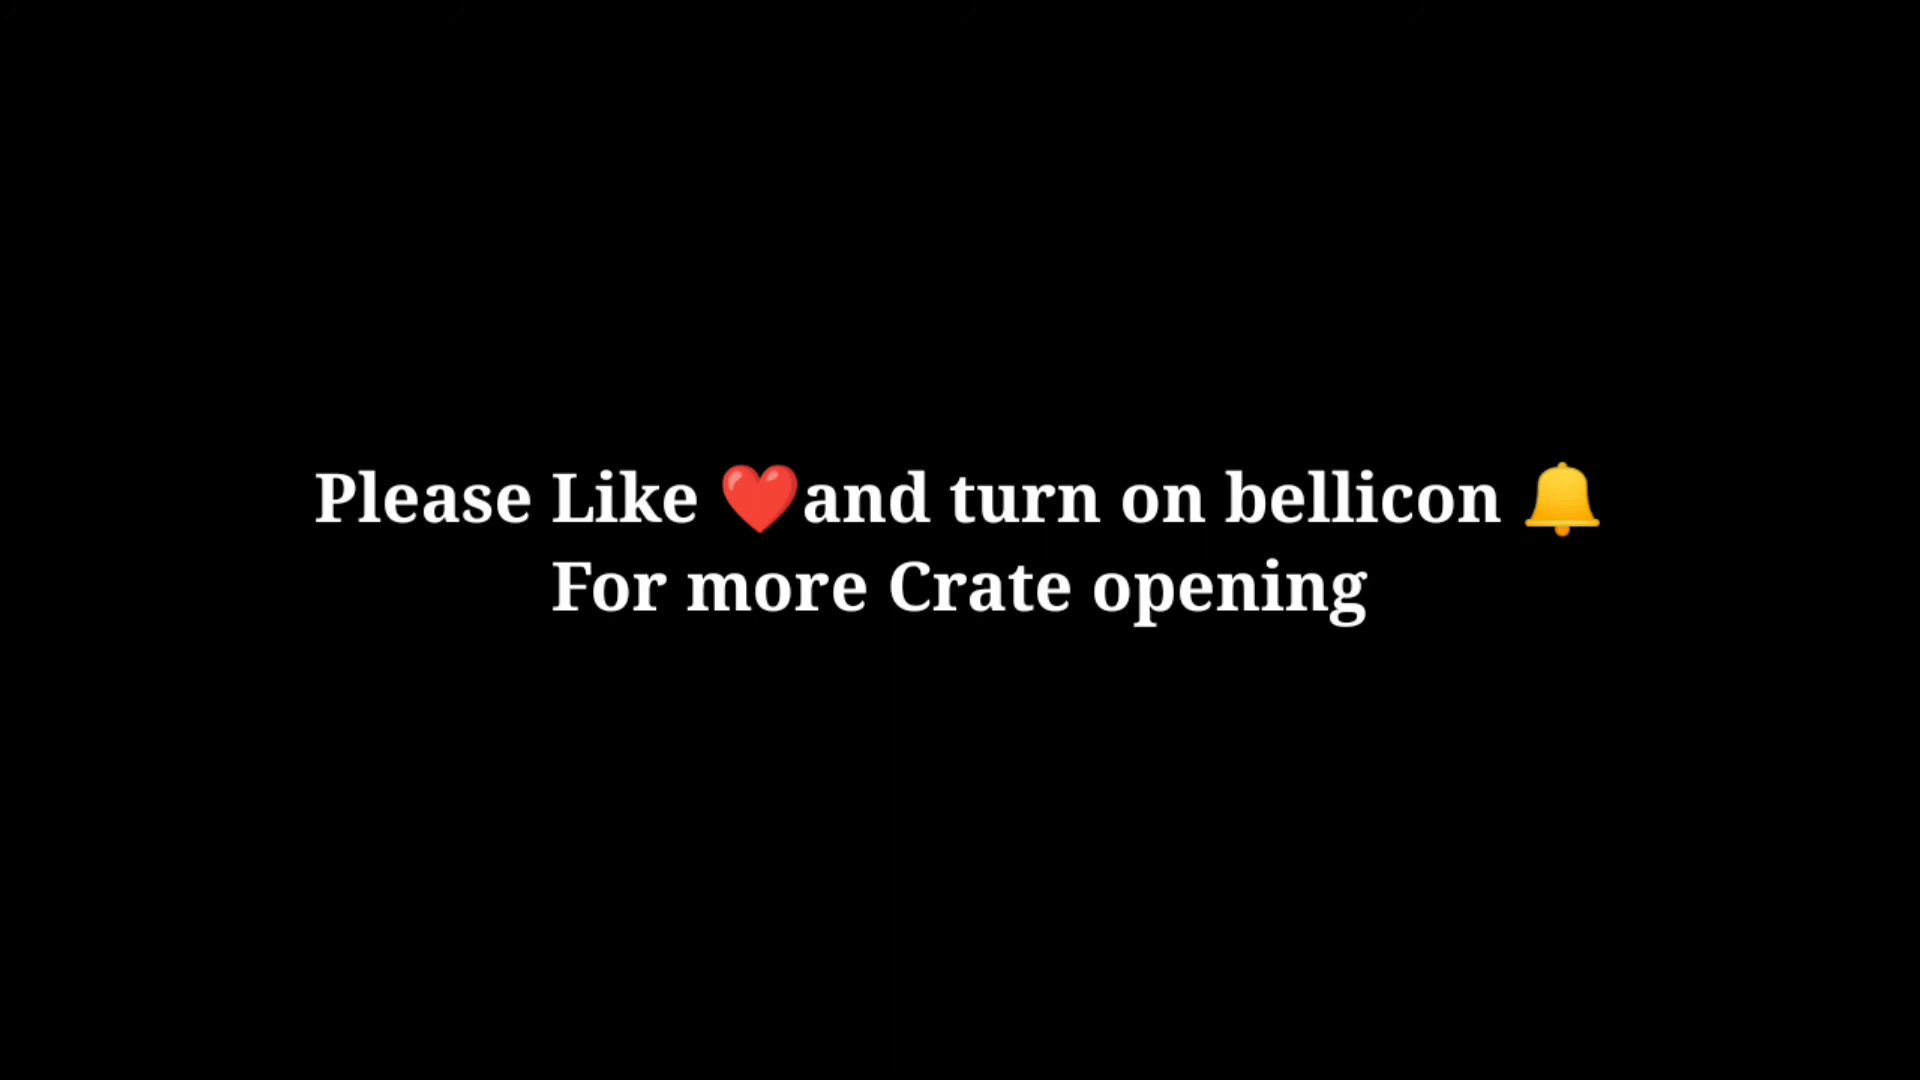 Please Like ❤️and turn on bellicon 🔔
For more Crate opening